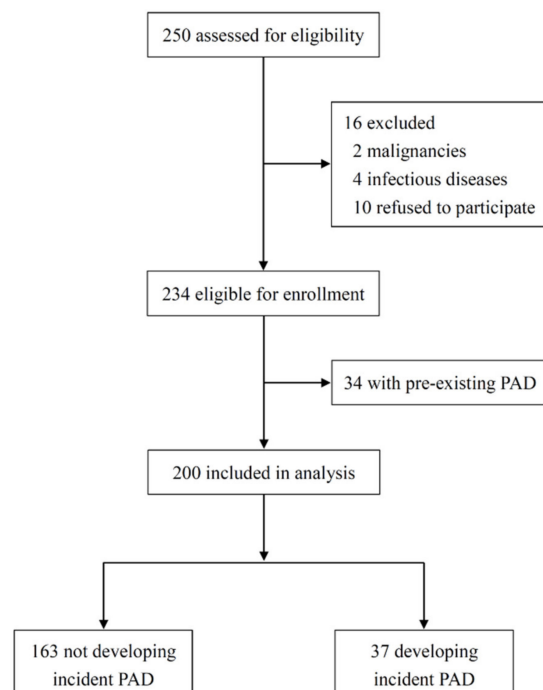 250 assessed for eligibility
16 excluded
2 malignancies
4 infectious diseases
10 refused to participate
234 eligible for enrollment
34 with pre-existing PAD
200 included in analysis
163 not developing
incident PAD
37 developing
incident PAD